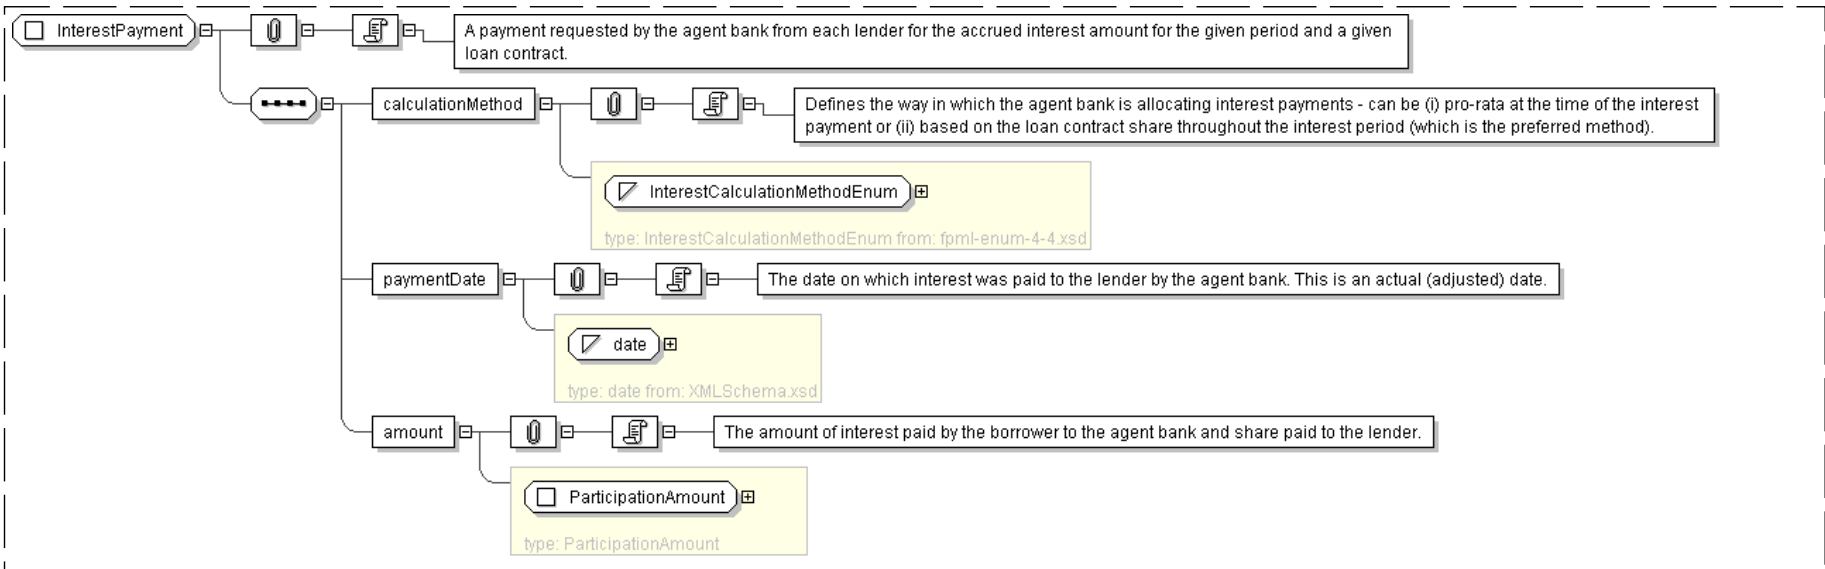 InterestPayment
A payment requested by the agent bank from each lender for the accrued interest amount for the given period and a given
loan contract.
calculationMethod
Defines the way in which the agent bank is allocating interest payments - can be (i) pro-rata at the time of the interest
payment or (ii) based on the loan contract share throughout the interest period (which is the preferred method).
InterestCalculationMethodEnum
type: InterestCalculationMethodEnum from: fpml-enum-4-4.xsd
paymentDate
The date on which interest was paid to the lender by the agent bank. This is an actual (adjusted) date.
date
type: date from: XMLSchema.xsd
amount
The amount of interest paid by the borrower to the agent bank and share paid to the lender.
ParticipationAmount
type: ParticipationAmount